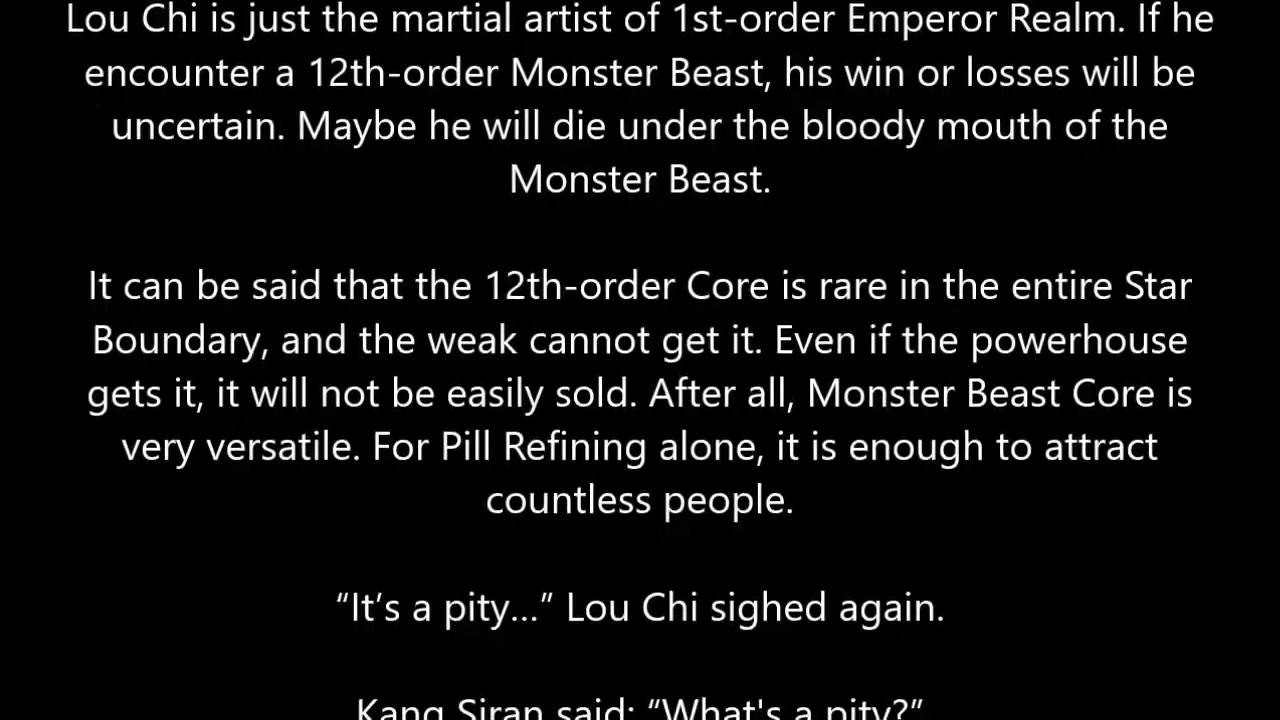 Lou Chi is just the martial artist of 1st-order Emperor Realm. If he
encounter a 12th-order Monster Beast, his win or losses will be
uncertain. Maybe he will die under the bloody mouth of the
Monster Beast.
It can be said that the 12th-order Core is rare in the entire Star
Boundary, and the weak cannot get it. Even if the powerhouse
gets it, it will not be easily sold. After all, Monster Beast Core is
very versatile. For Pill Refining alone, it is enough to attract
countless people.
“It’s a pity...” Lou Chi sighed again.
Kang Siran said: “What's a pity?”